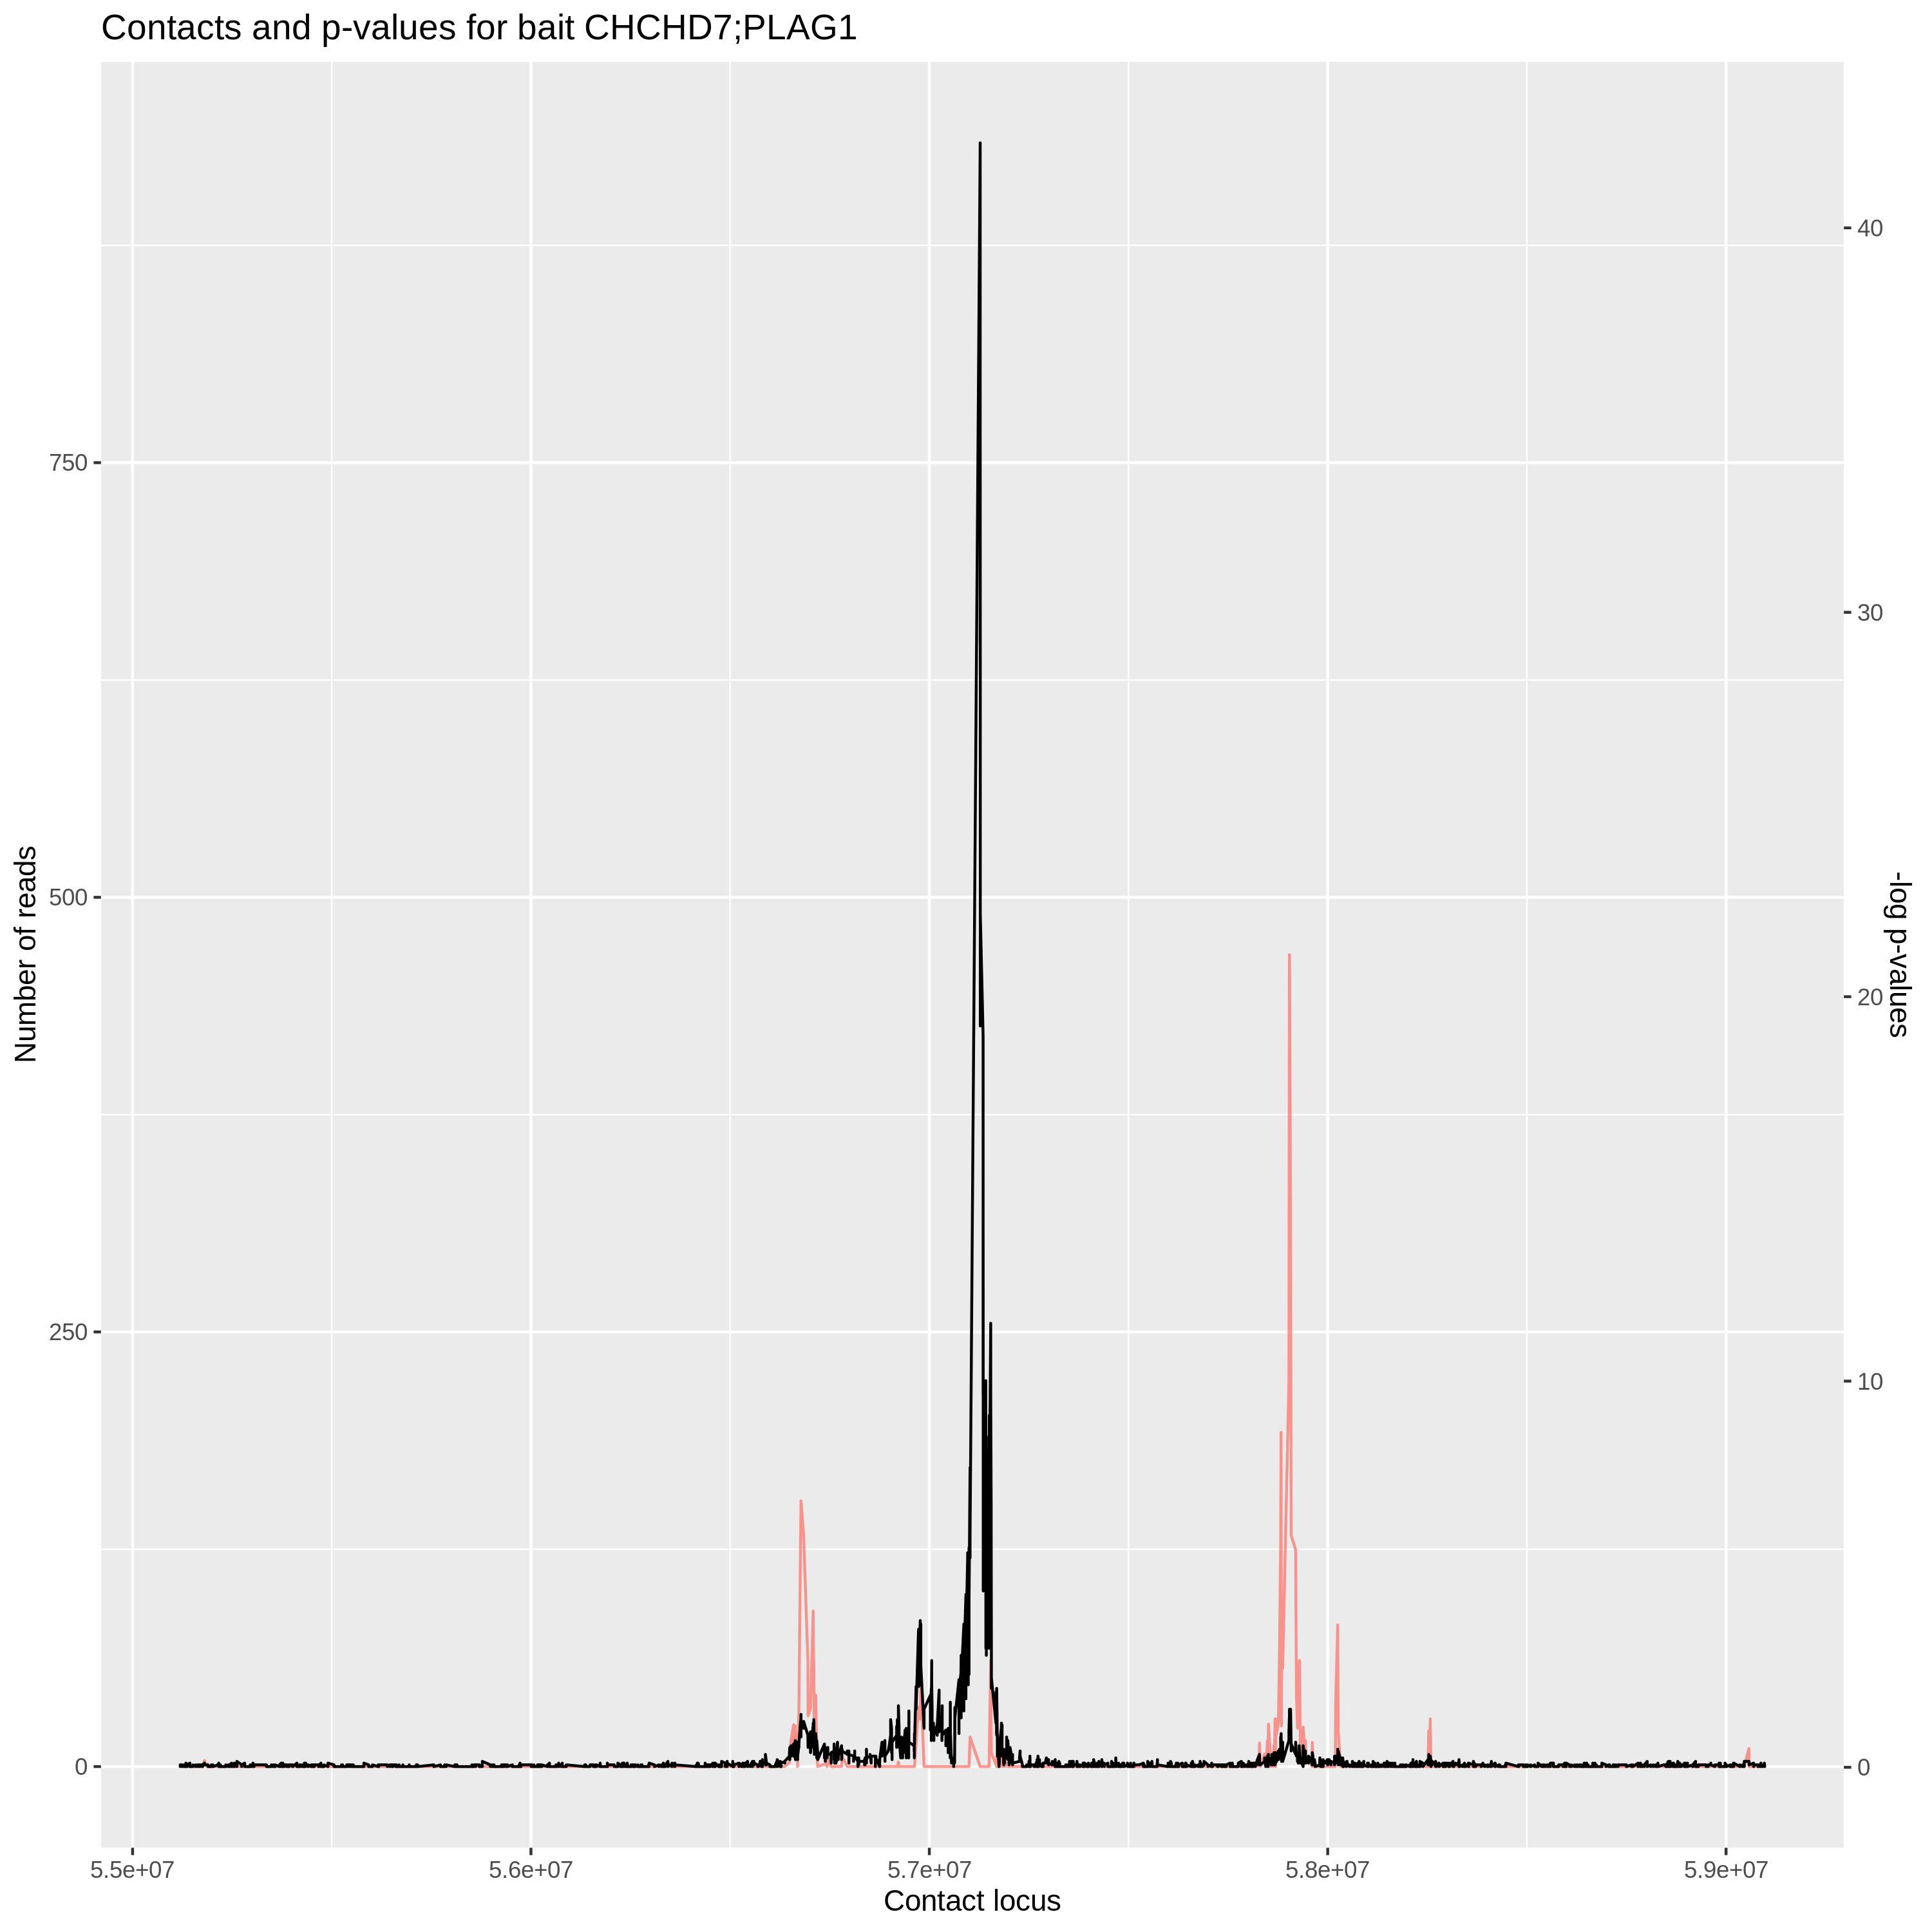 Contacts and p-values for bait CHCHD7;PLAG1
Number of reads
750
500
250
0
40
30
20
10
0
-log p-values
5.5e+07
5.6e+07
5.7e+07
5.8e+07
5.9e+07
Contact locus